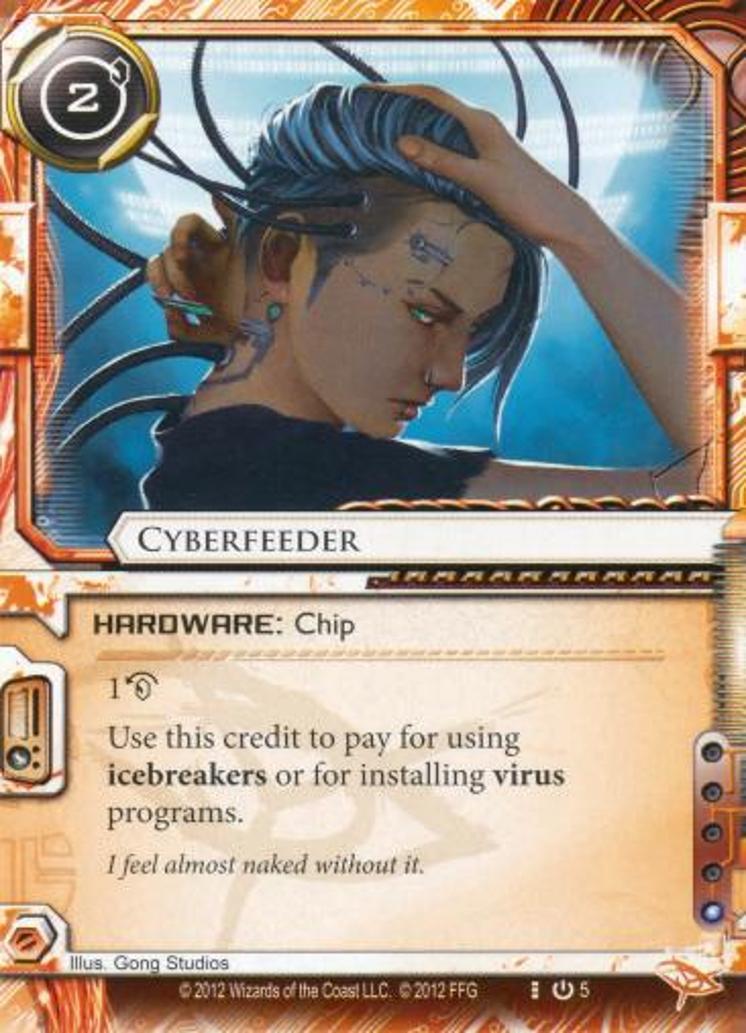 2
CYBERFEEDER
HARDWARE: Chip
1
Use this credit to pay for using
icebreakers or for installing virus
programs.
I feel almost naked without it.
Illus. Gong Studios
© 2012 Wizards of the Coast LLC. © 2012 FFG 5